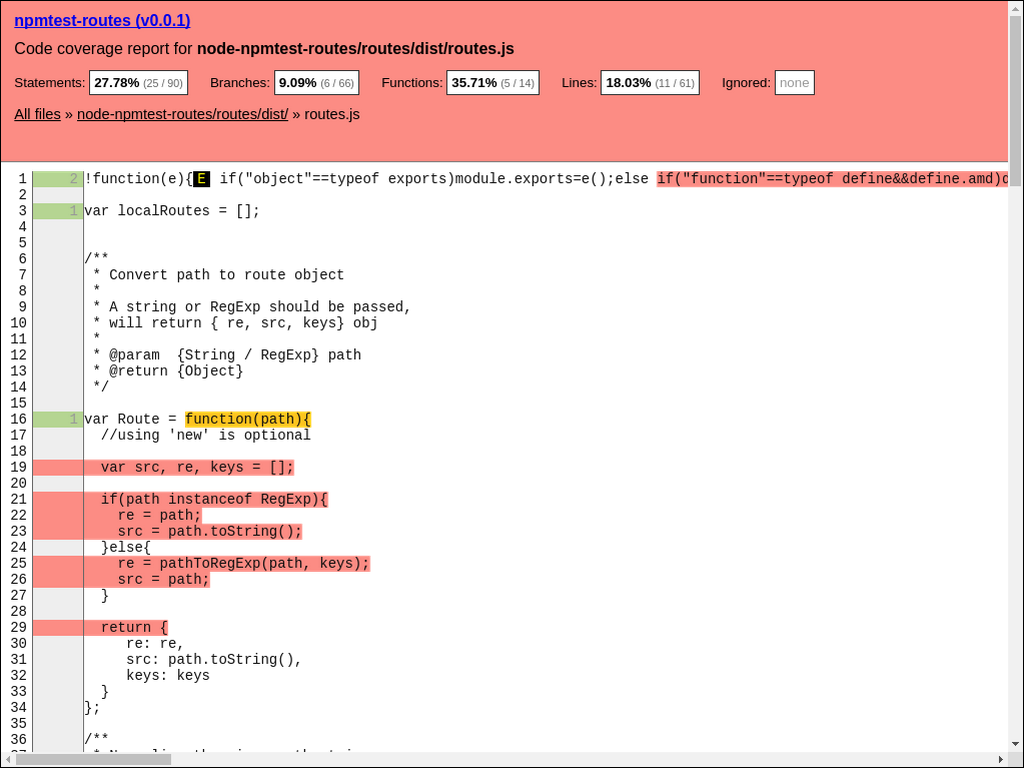 npmtest-routes (v0.0.1)
Code coverage report for node-npmtest-routes/routes/dist/routes.js
Statements: 27.78% (25 / 90) Branches: 9.09% (6 / 66) Functions: 35.71% (5 / 14) Lines: 18.03% (11 / 61) Ignored: none
All files » node-npmtest-routes/routes/dist/ » routes.js
1 2 !function(e){E if("object"==typeof exports)module.exports=e();else if("function"==typeof define&&define.amd)
2
3 1 var localRoutes = [];
4
5
6 /**
7 * Convert path to route object
8 *
9 * A string or RegExp should be passed,
10 * will return { re, src, keys} obj
11 *
12 * @param  {String / RegExp} path
13 * @return {Object}
14 */
15
16 1 var Route = function(path){
17 //using 'new' is optional
18
19 var src, re, keys = [];
20
21 if(path instanceof RegExp){
22 re = path;
23 src = path.toString();
24 }else{
25 re = pathToRegExp(path, keys);
26 src = path;
27 }
28
29 return {
30 re: re,
31 src: path.toString(),
32 keys: keys
33 }
34 };
35
36 /**